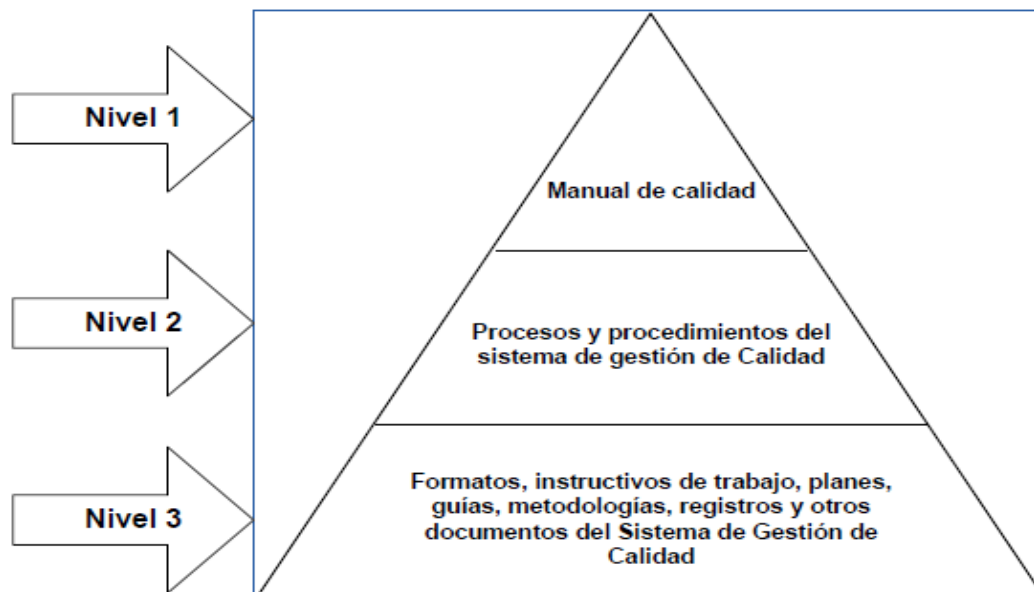 Nivel 1
Manual de calidad
Nivel 2
Procesos y procedimientos del
sistema de gestión de Calidad
Nivel 3
Formatos, instructivos de trabajo, planes,
guías, metodologías, registros y otros
documentos del Sistema de Gestión de
Calidad